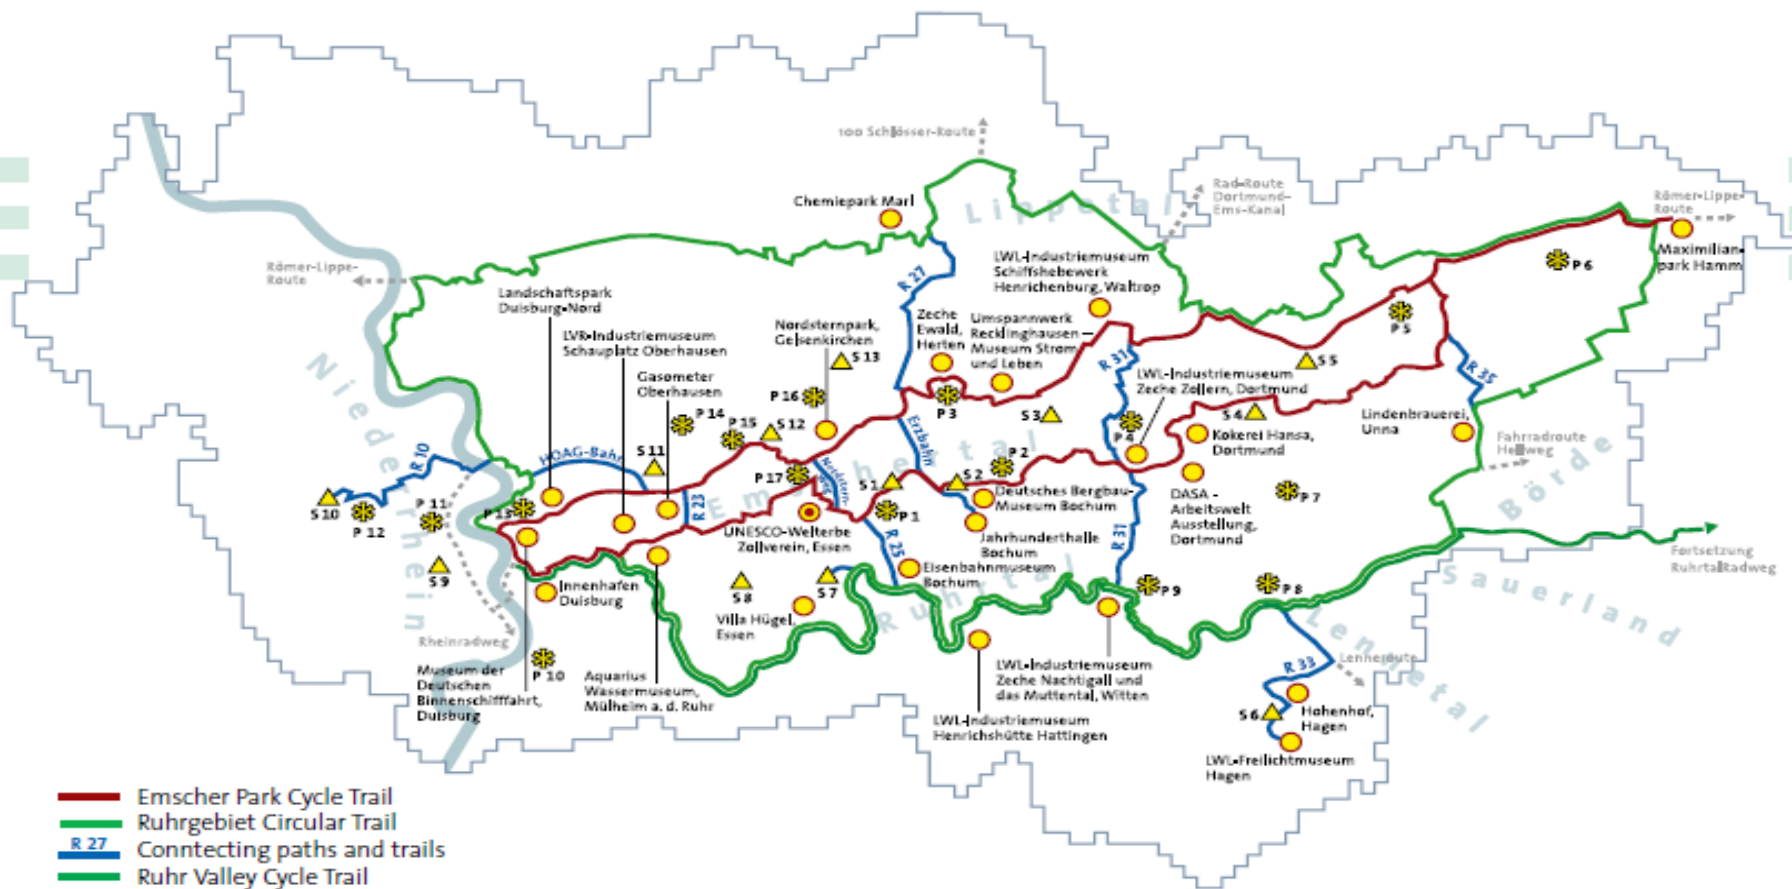 100 Schlösser-Route
Rad-Route
Dortmund-
Ems-Kanal
Römer-Lippe-
Route
Chemiepark Marl
Lippetal
Maximilian-
park Hamm
P 6
Römer-Lippe-
Route
R 27
LWL-Industriemuseum
Schiffshebewerk
Henrichenburg, Waltrop
Landschaftspark
Duisburg-Nord
LVR-Industriemuseum
Schauplatz Oberhausen
Gasometer
Oberhausen
Nordsternpark,
Gelsenkirchen
S 13
Zeche
Ewald,
Herten
Umspannwerk
Recklinghausen –
Museum Strom
und Leben
P 5
S 5
R 31
R 35
LWL-Industriemuseum
Zeche Zollern, Dortmund
P 16
P 3
S 3
P 14
P 15
S 12
P 4
S 4
Kokerei Hansa,
Dortmund
Lindenbrauerei,
Unna
Fahrradroute
Hellweg
Niederrhein
R 10
HOAG-Bahn
S 11
Emschertal
Erzbahn
P 17
Nordstern-
weg
S 1
S 2
P 2
Deutsches Bergbau-
Museum Bochum
DASA –
Arbeitswelt
Ausstellung,
Dortmund
P 7
Börde
S 10
P 12
P 11
P 13
R 23
P 1
UNESCO-Welterbe
Zollverein, Essen
Jahrhunderthalle
Bochum
R 31
R 25
Eisenbahnmuseum
Bochum
S 9
S 8
S 7
P 9
P 8
Fortsetzung
RuhrtalRadweg
Sauerland
Innenhafen
Duisburg
Villa Hügel,
Essen
Ruhrtal
Lennetal
Rheinradweg
P 10
Museum der
Deutschen
Binnenschifffahrt,
Duisburg
Aquarius
Wassermuseum,
Mülheim a. d. Ruhr
LWL-Industriemuseum
Zeche Nachtigall und
das Muttental, Witten
LWL-Industriemuseum
Henrichshütte Hattingen
R 33
Lenneroute
S 6
Hohenhof,
Hagen
LWL-Freilichtmuseum
Hagen
Emscher Park Cycle Trail
Ruhrgebiet Circular Trail
R 27
Conntecting paths and trails
Ruhr Valley Cycle Trail